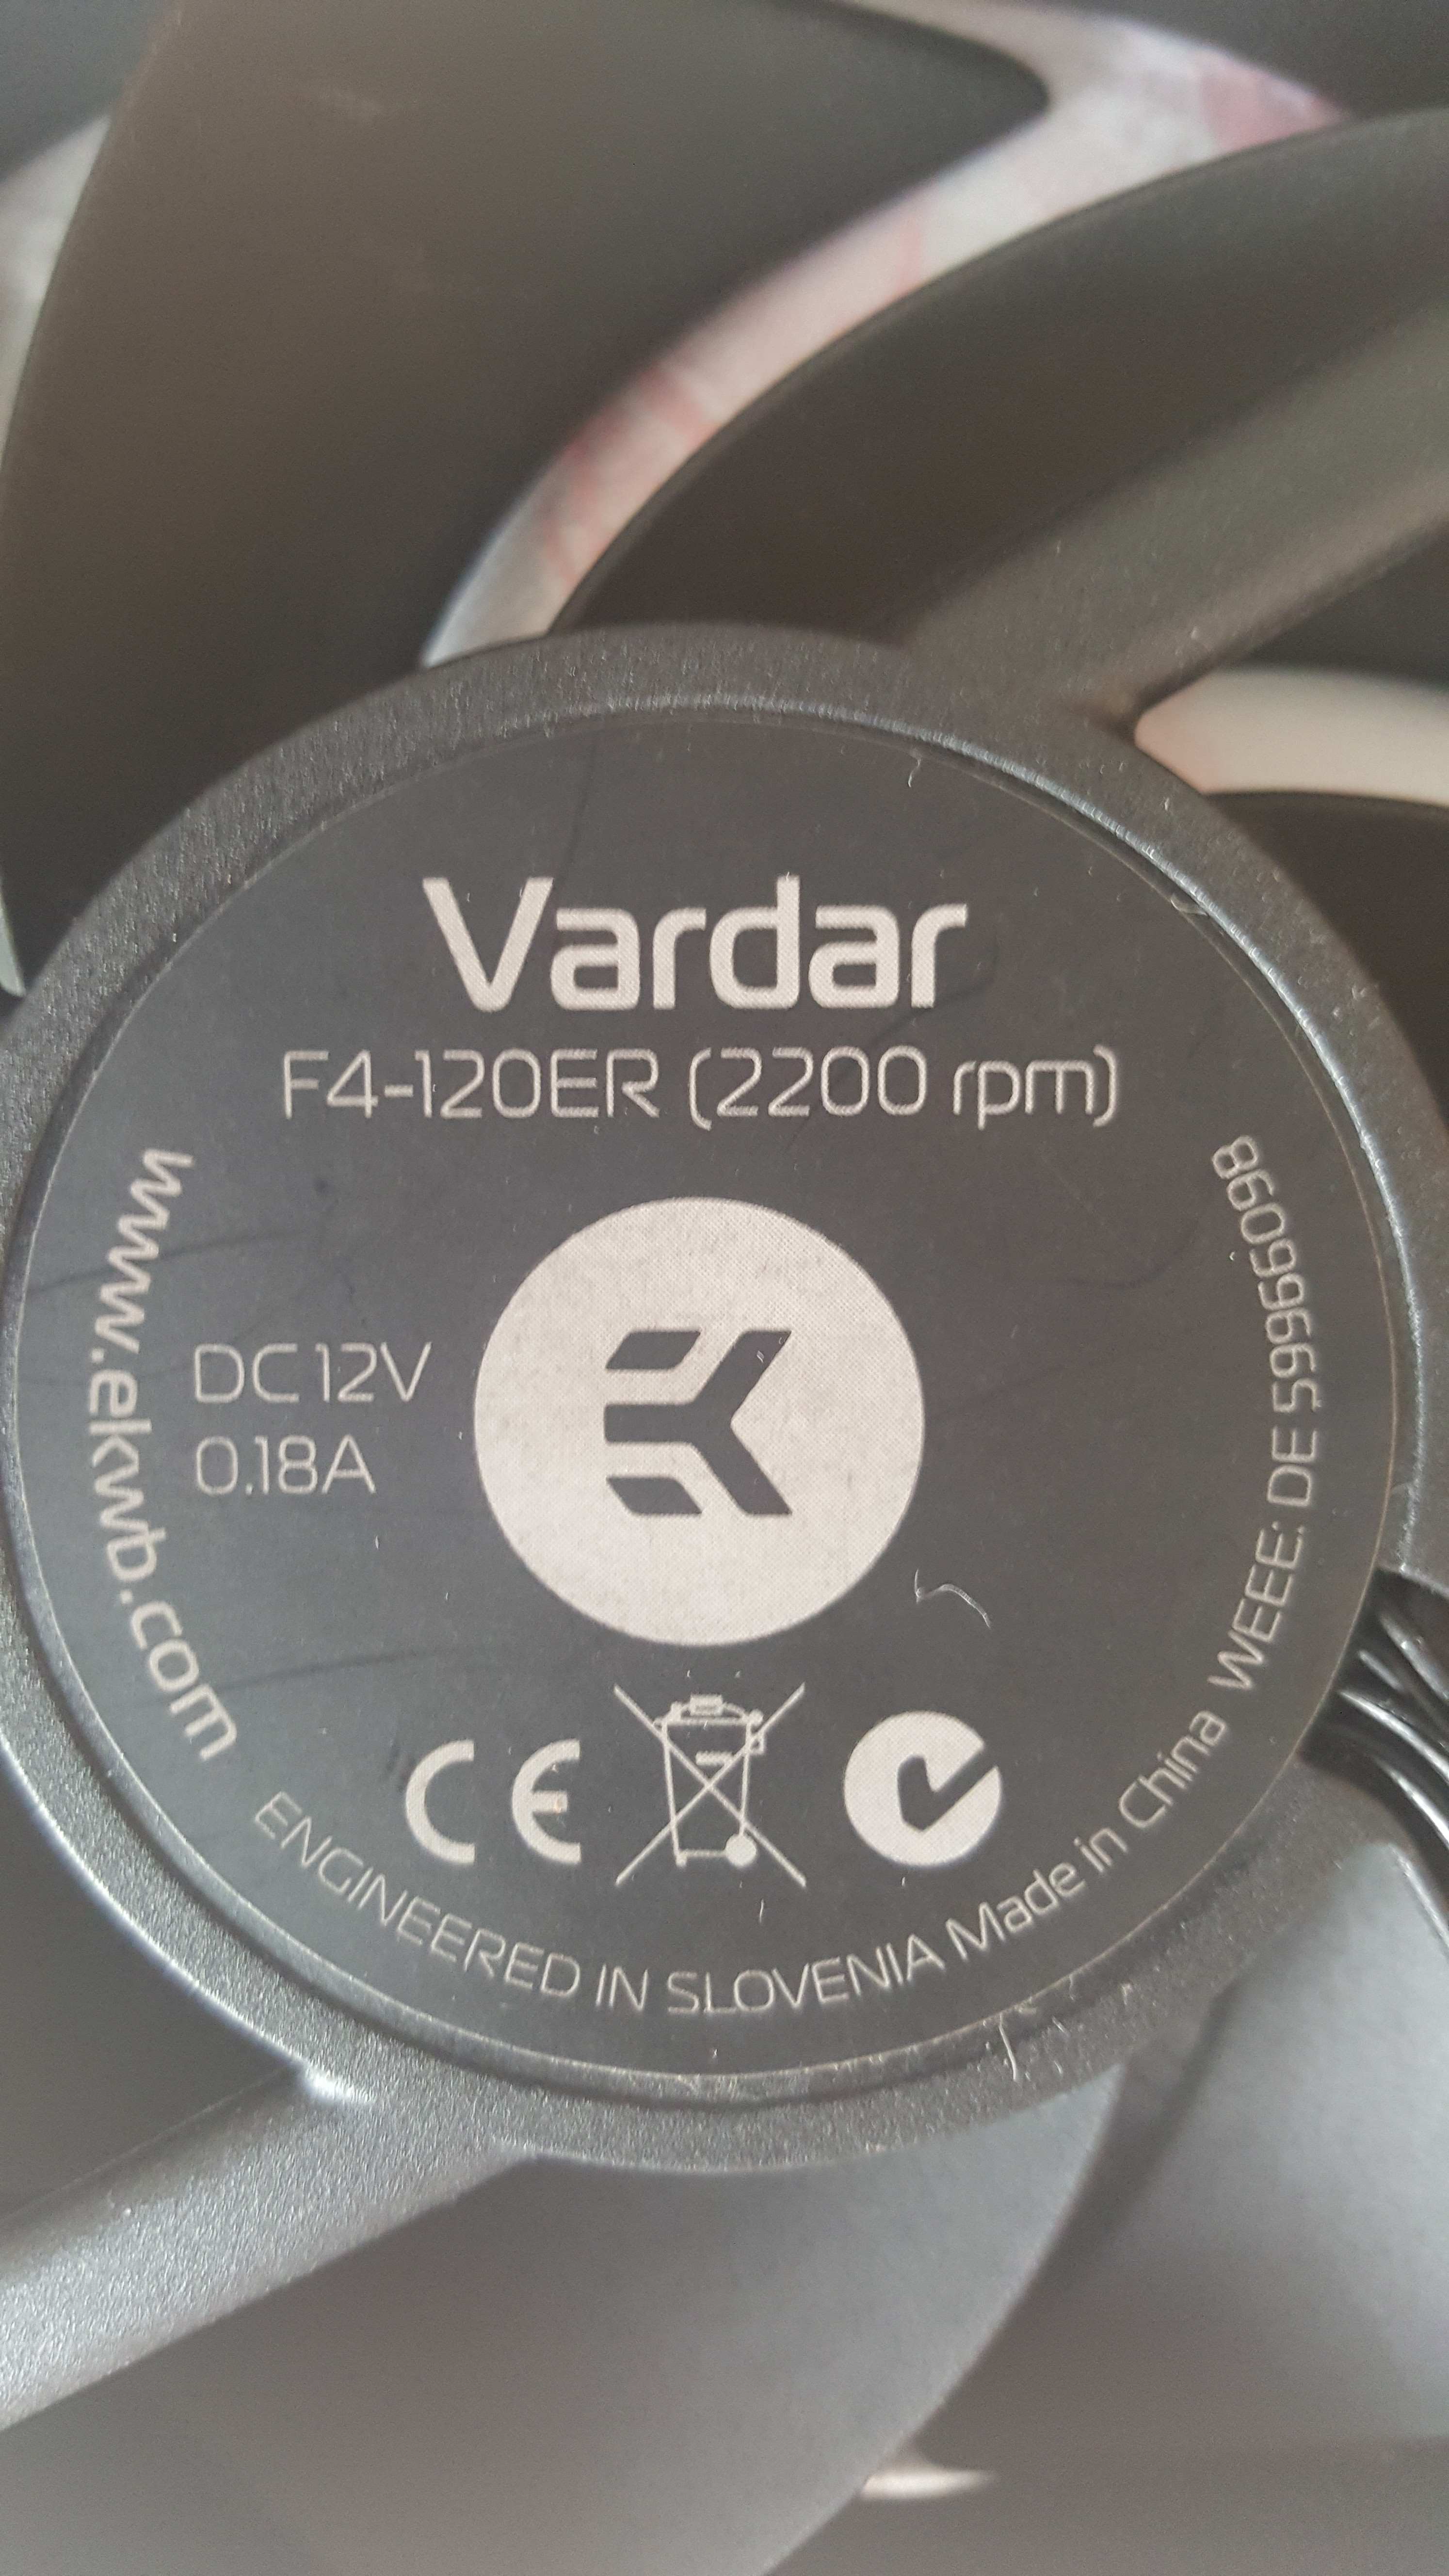 Vardar
F4-120ER (2200 rpm)
www.ekwb.com
DC 12V
0.18A
EK
CE
ENGINEERED IN SLOVENIA Made in China WEEE: DE 59966098